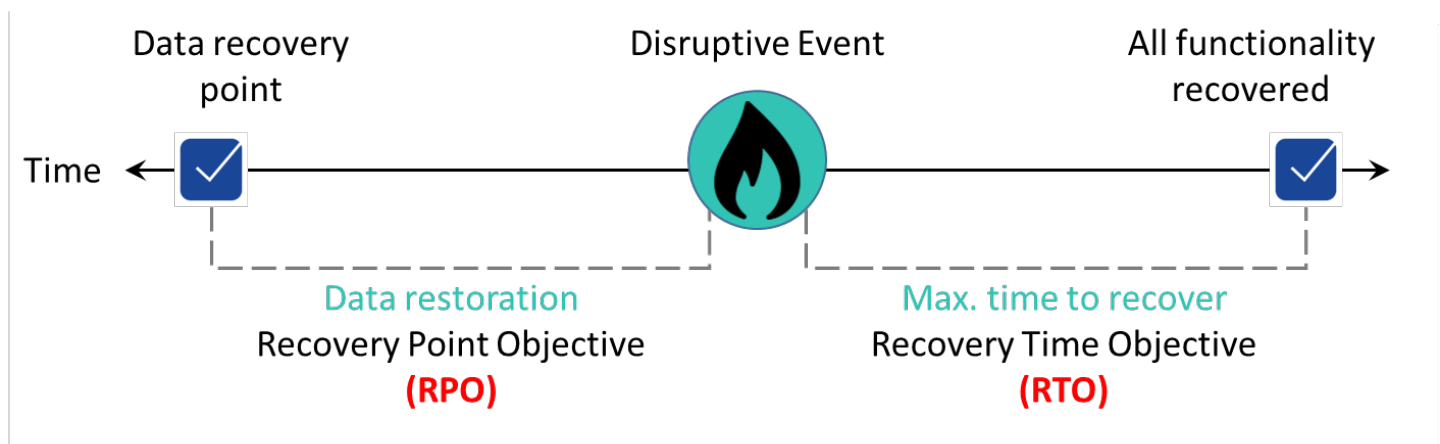 Data recovery
point
Disruptive Event
All functionality
recovered
Time
Data restoration
Recovery Point Objective
(RPO)
Max. time to recover
Recovery Time Objective
(RTO)